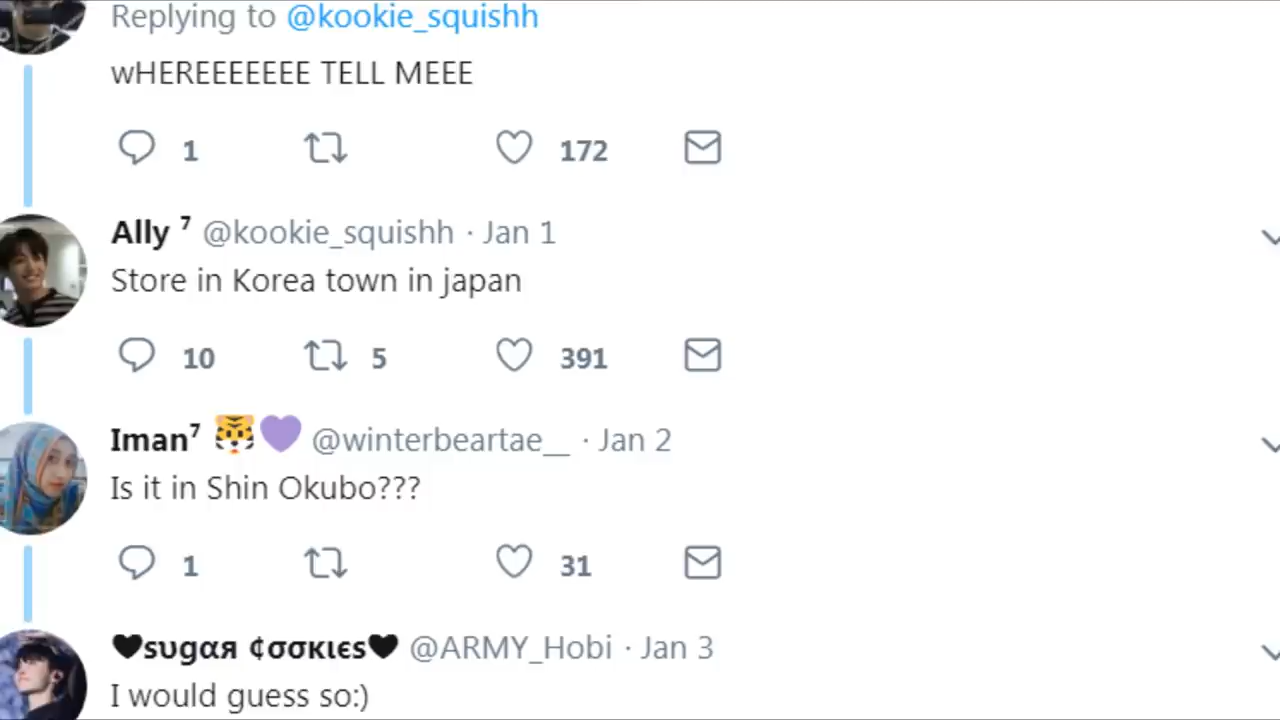 Replying to @kookie_squishh
wHEREEEEEEE TELL MEEE
1 172
Ally ⁷ @kookie_squishh · Jan 1
Store in Korea town in japan
10 5 391
Iman⁷ 🐯💜 @winterbeartae__ · Jan 2
Is it in Shin Okubo???
1 31
♥ѕυgαя ¢σσкιєѕ♥ @ARMY_Hobi · Jan 3
I would guess so:)